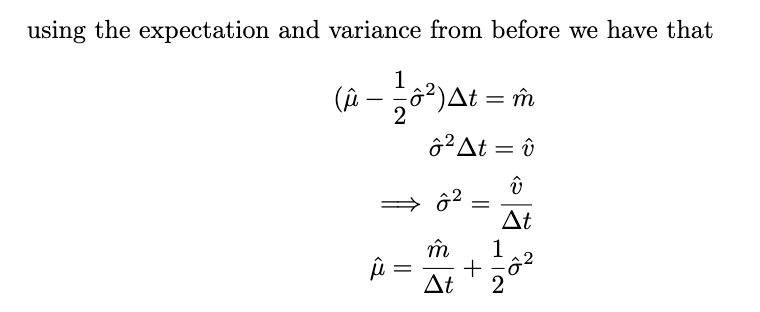 using the expectation and variance from before we have that
(μ̂ − 1/2 σ̂²)Δt = m̂
σ̂²Δt = v̂
⟹ σ̂² = v̂/Δt
μ̂ = m̂/Δt + 1/2 σ̂²